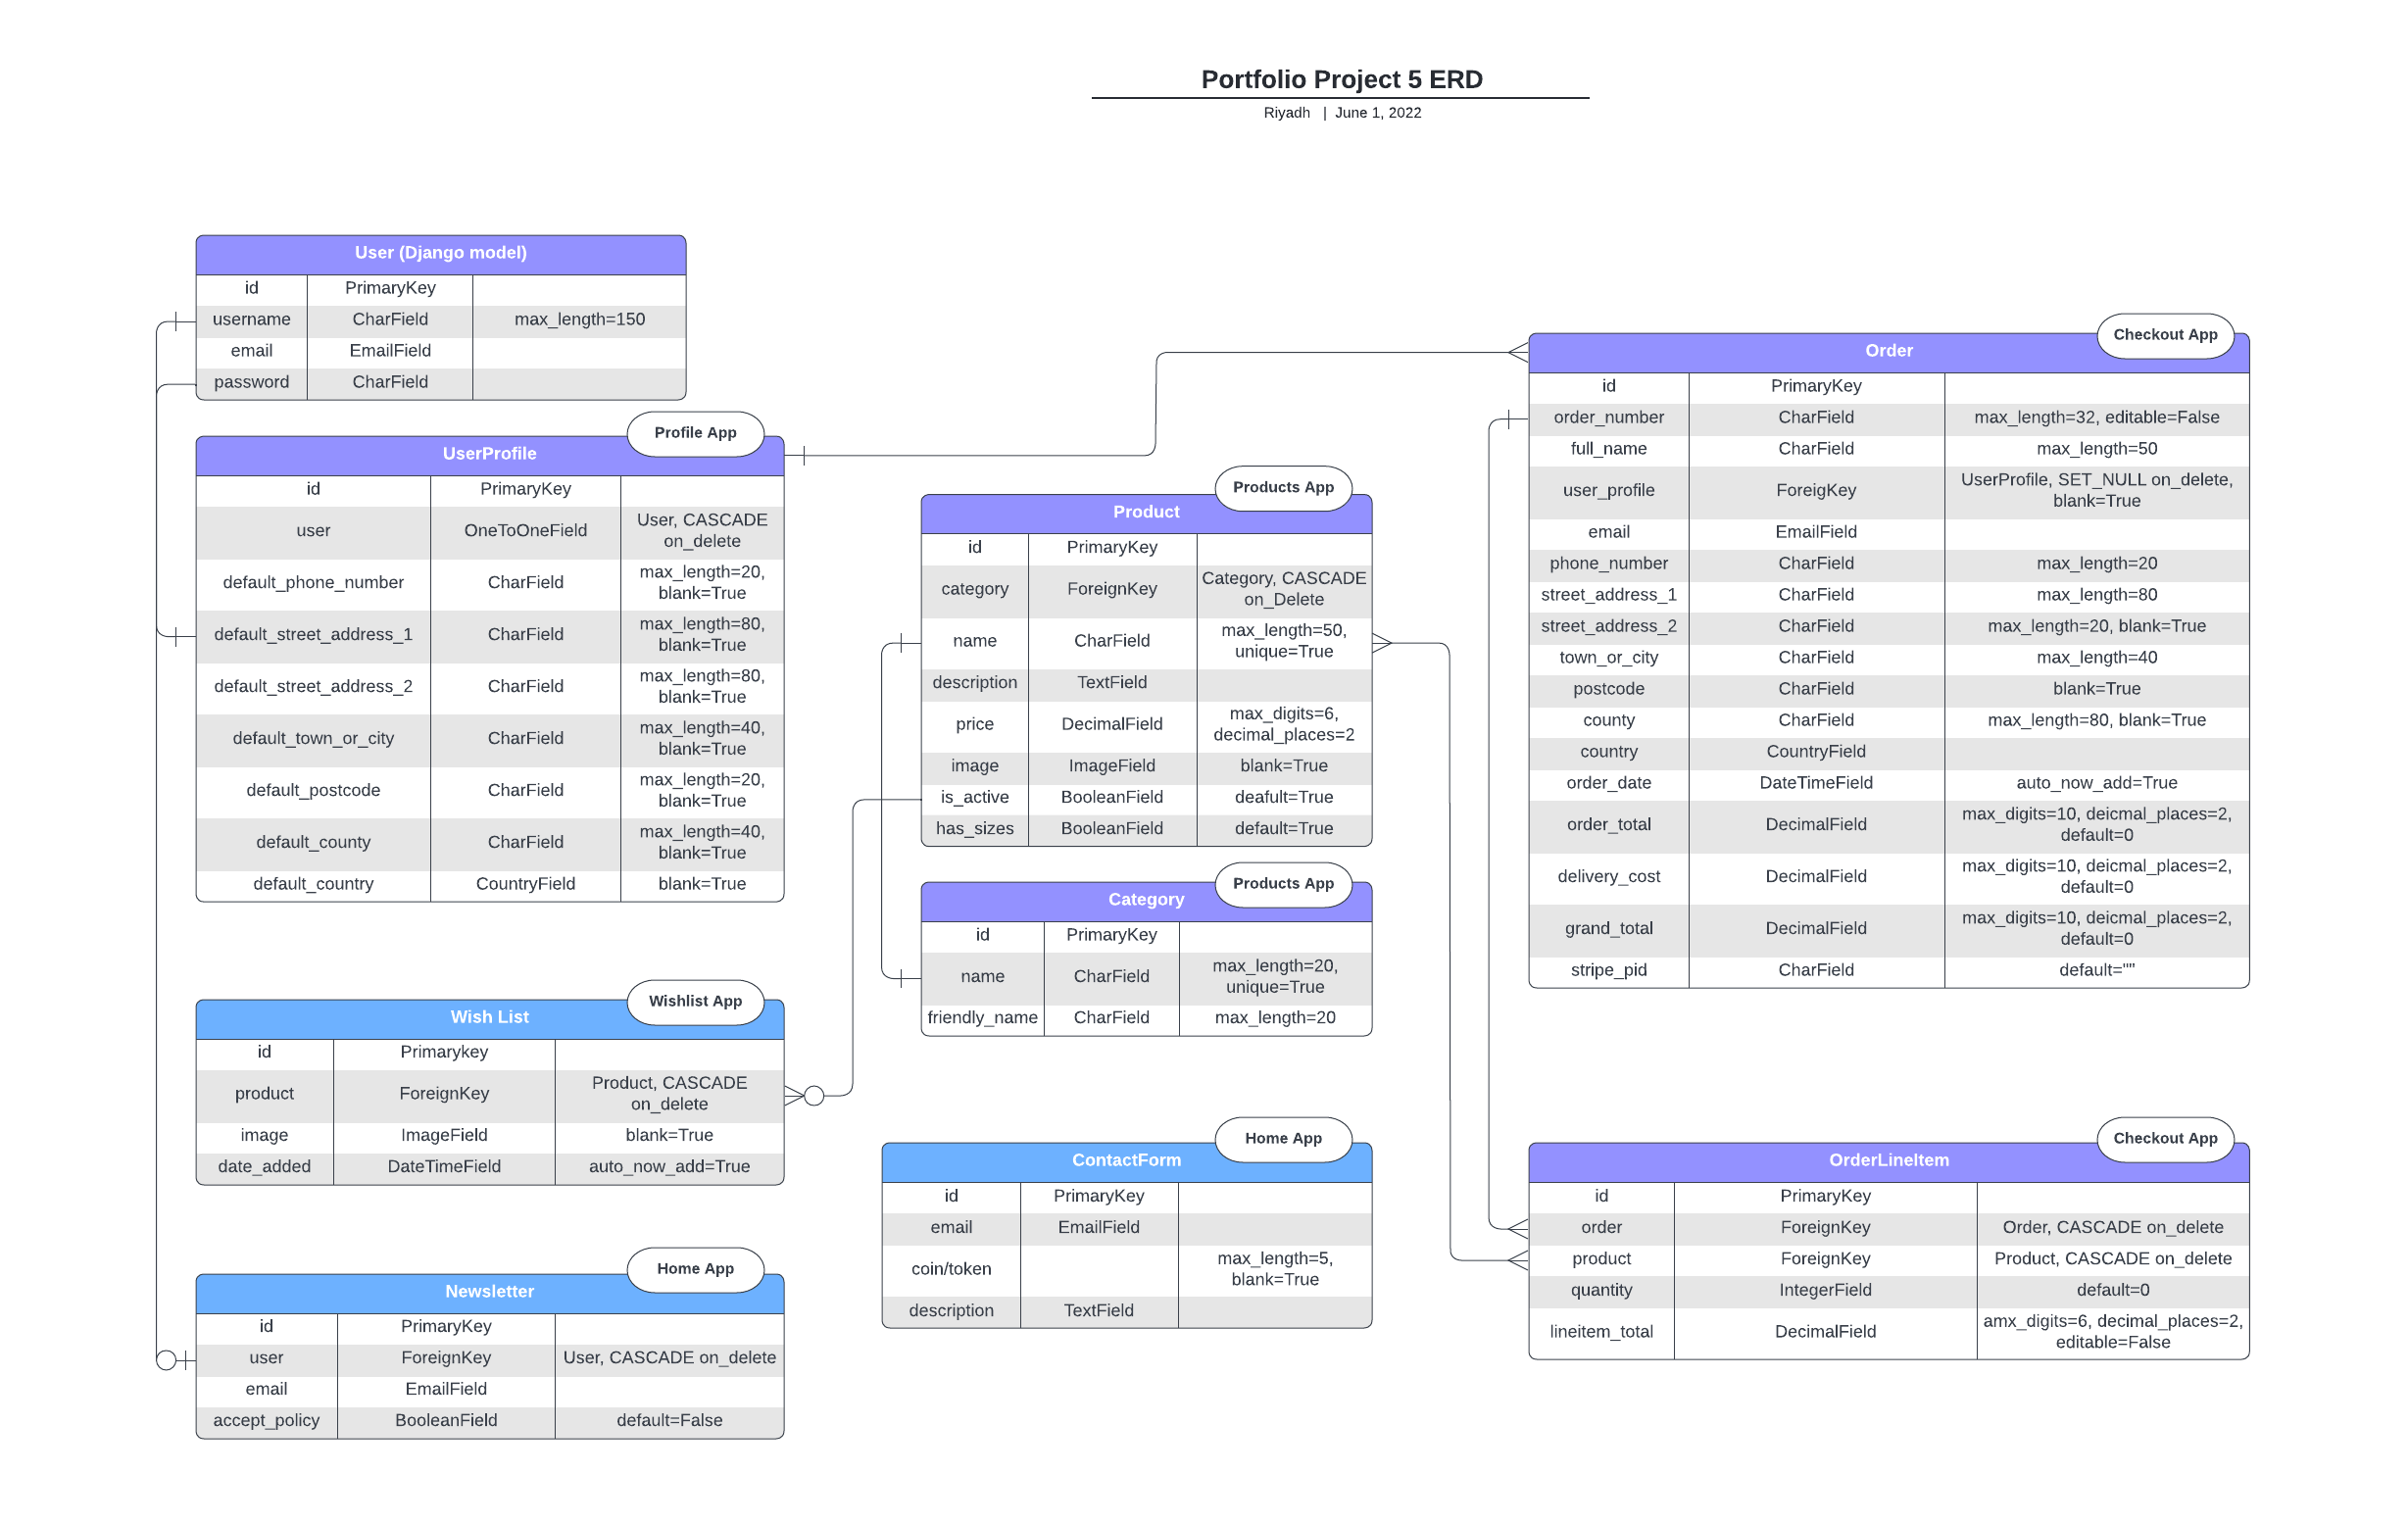 Portfolio Project 5 ERD
Riyadh | June 1, 2022
User (Django model)
id PrimaryKey
username CharField max_length=150
email EmailField
password CharField
Profile App
UserProfile
id PrimaryKey
user OneToOneField User, CASCADE
on_delete
default_phone_number CharField max_length=20,
blank=True
default_street_address_1 CharField max_length=80,
blank=True
default_street_address_2 CharField max_length=80,
blank=True
default_town_or_city CharField max_length=40,
blank=True
default_postcode CharField max_length=20,
blank=True
default_county CharField max_length=40,
blank=True
default_country CountryField blank=True
Wishlist App
Wish List
id Primarykey
product ForeignKey Product, CASCADE
on_delete
image ImageField blank=True
date_added DateTimeField auto_now_add=True
Home App
Newsletter
id PrimaryKey
user ForeignKey User, CASCADE on_delete
email EmailField
accept_policy BooleanField default=False
Products App
Product
id PrimaryKey
category ForeignKey Category, CASCADE
on_Delete
name CharField max_length=50,
unique=True
description TextField
price DecimalField max_digits=6,
decimal_places=2
image ImageField blank=True
is_active BooleanField deafult=True
has_sizes BooleanField default=True
Products App
Category
id PrimaryKey
name CharField max_length=20,
unique=True
friendly_name CharField max_length=20
Home App
ContactForm
id PrimaryKey
email EmailField
coin/token max_length=5,
blank=True
description TextField
Checkout App
Order
id PrimaryKey
order_number CharField max_length=32, editable=False
full_name CharField max_length=50
user_profile ForeigKey UserProfile, SET_NULL on_delete,
blank=True
email EmailField
phone_number CharField max_length=20
street_address_1 CharField max_length=80
street_address_2 CharField max_length=20, blank=True
town_or_city CharField max_length=40
postcode CharField blank=True
county CharField max_length=80, blank=True
country CountryField
order_date DateTimeField auto_now_add=True
order_total DecimalField max_digits=10, deicmal_places=2,
default=0
delivery_cost DecimalField max_digits=10, deicmal_places=2,
default=0
grand_total DecimalField max_digits=10, deicmal_places=2,
default=0
stripe_pid CharField default=""
Checkout App
OrderLineItem
id PrimaryKey
order ForeignKey Order, CASCADE on_delete
product ForeignKey Product, CASCADE on_delete
quantity IntegerField default=0
lineitem_total DecimalField amx_digits=6, decimal_places=2,
editable=False